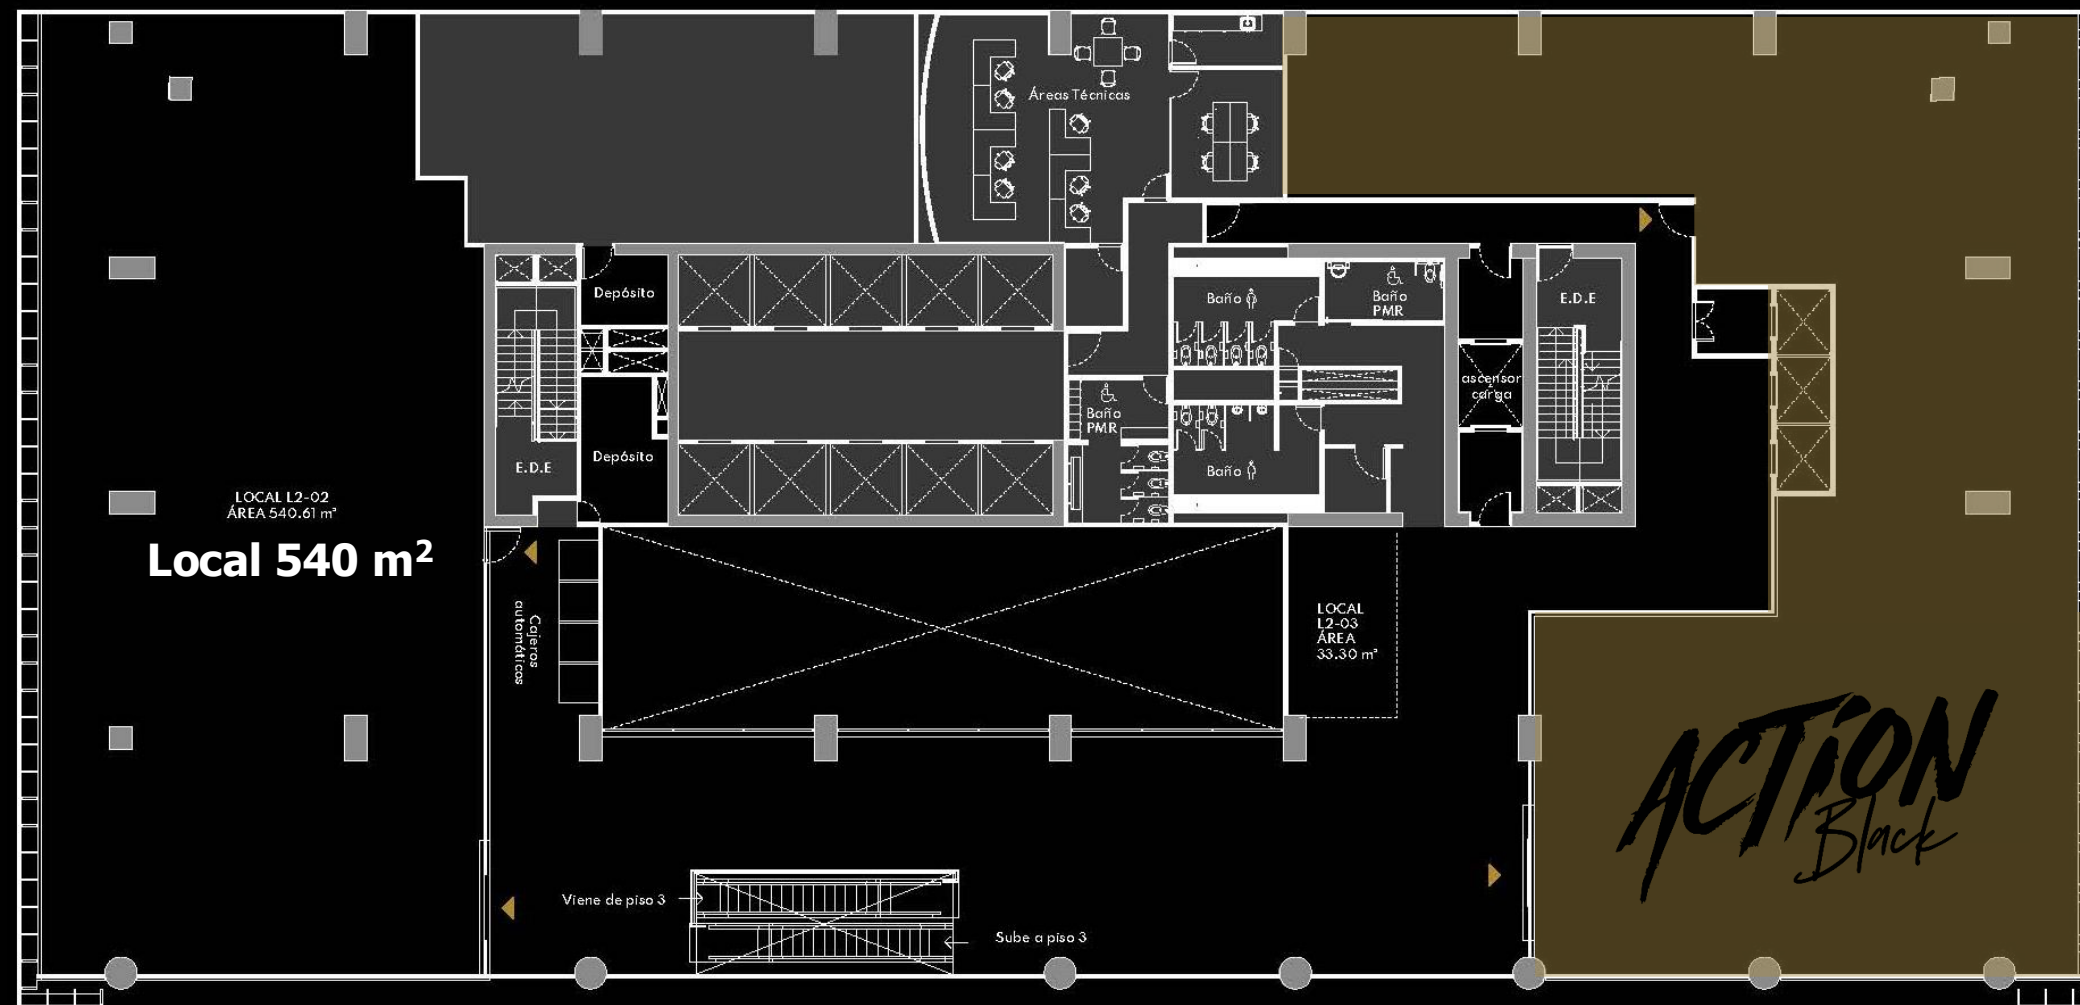 Áreas Técnicas
Depósito
Baño
Baño
PMR
E.D.E
ascensor
carga
Baño
PMR
Depósito
E.D.E
Baño
LOCAL L2-02
ÁREA 540.61 m²
Local 540 m²
Cajeros
automáticos
LOCAL
L2-03
ÁREA
33.30 m²
ACTION
Black
Viene de piso 3
Sube a piso 3